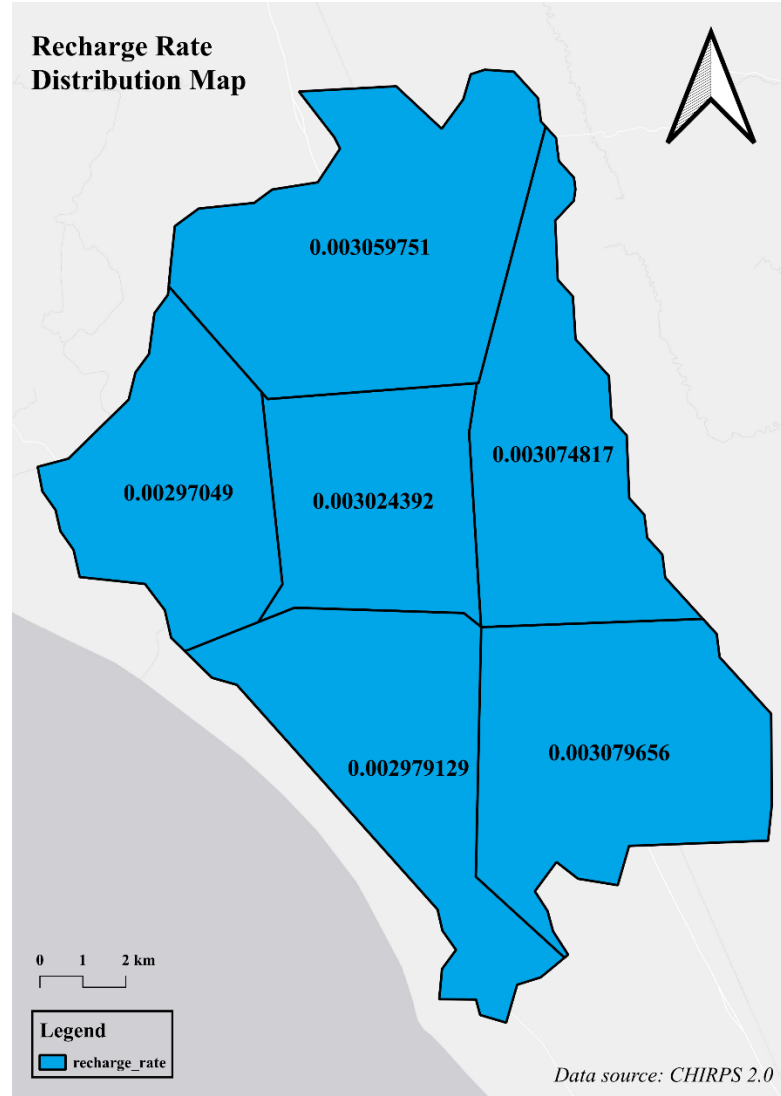 Recharge Rate
Distribution Map
0.003059751
0.003074817
0.00297049
0.003024392
0.002979129
0.003079656
0 1 2 km
Legend
recharge_rate
Data source: CHIRPS 2.0